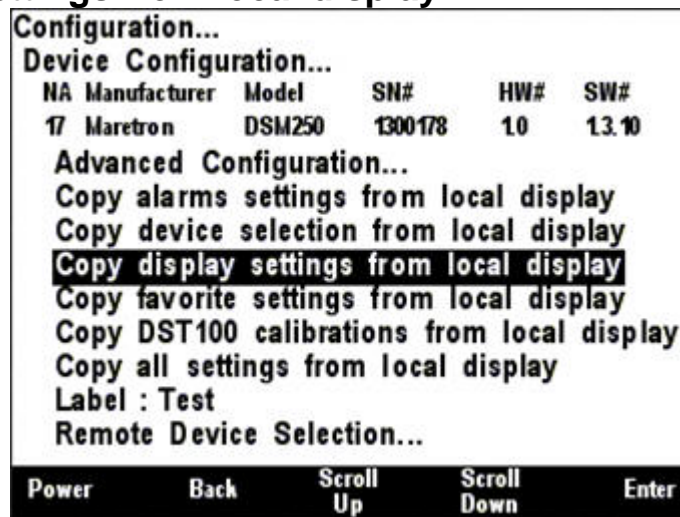 Configuration...
Device Configuration...
NA Manufacturer Model SN# HW# SW#
17 Maretron DSM250 1300178 1.0 1.3.10
Advanced Configuration...
Copy alarms settings from local display
Copy device selection from local display
Copy display settings from local display
Copy favorite settings from local display
Copy DST100 calibrations from local display
Copy all settings from local display
Label : Test
Remote Device Selection...
Power Back Scroll Up Scroll Down Enter